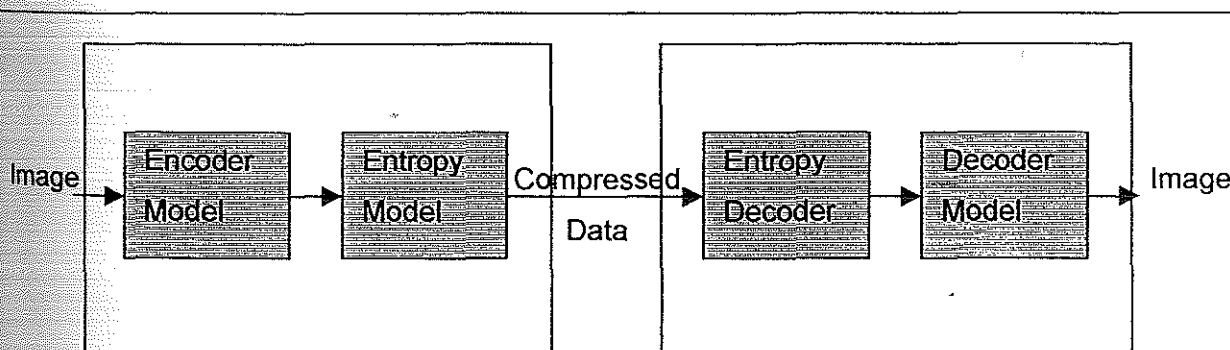 Image
Encoder
Model
Entropy
Model
Compressed
Data
Entropy
Decoder
Decoder
Model
Image